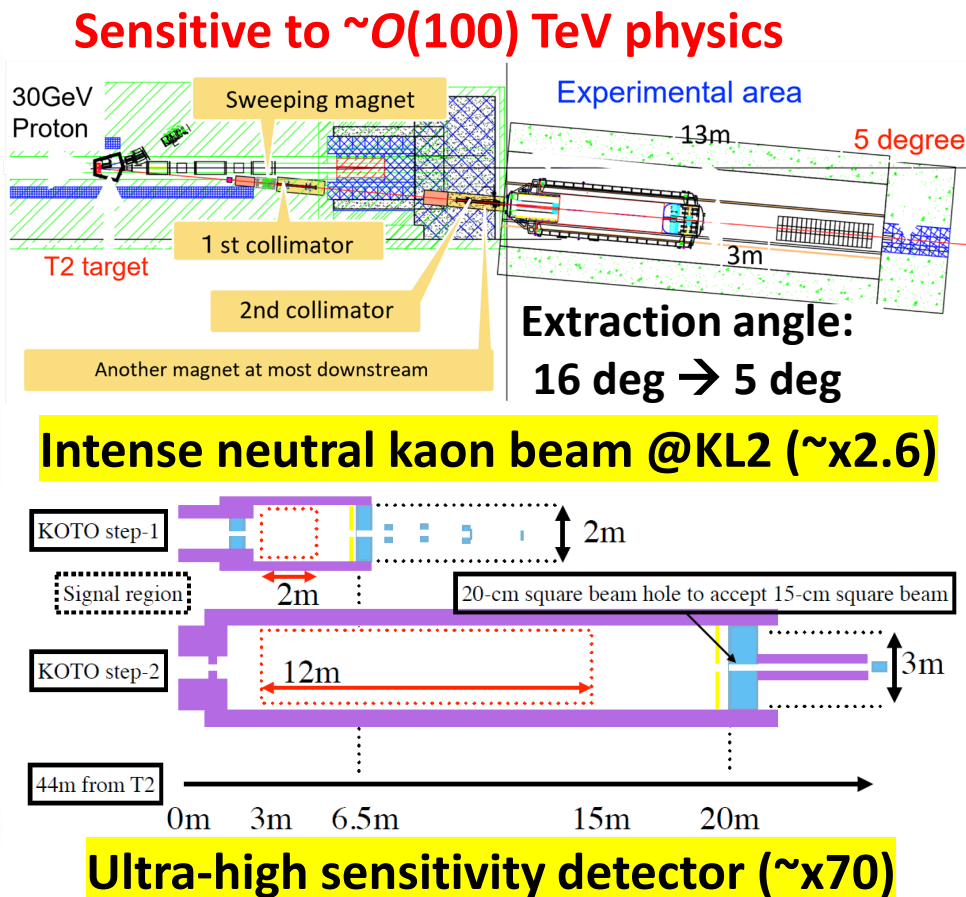 Sensitive to ~O(100) TeV physics
30GeV
Proton
Sweeping magnet
Experimental area
13m
5 degree
1 st collimator
T2 target
3m
2nd collimator
Extraction angle:
Another magnet at most downstream
16 deg → 5 deg
Intense neutral kaon beam @KL2 (~x2.6)
KOTO step-1
2m
Signal region
2m
20-cm square beam hole to accept 15-cm square beam
KOTO step-2
12m
3m
44m from T2
0m 3m 6.5m 15m 20m
Ultra-high sensitivity detector (~x70)